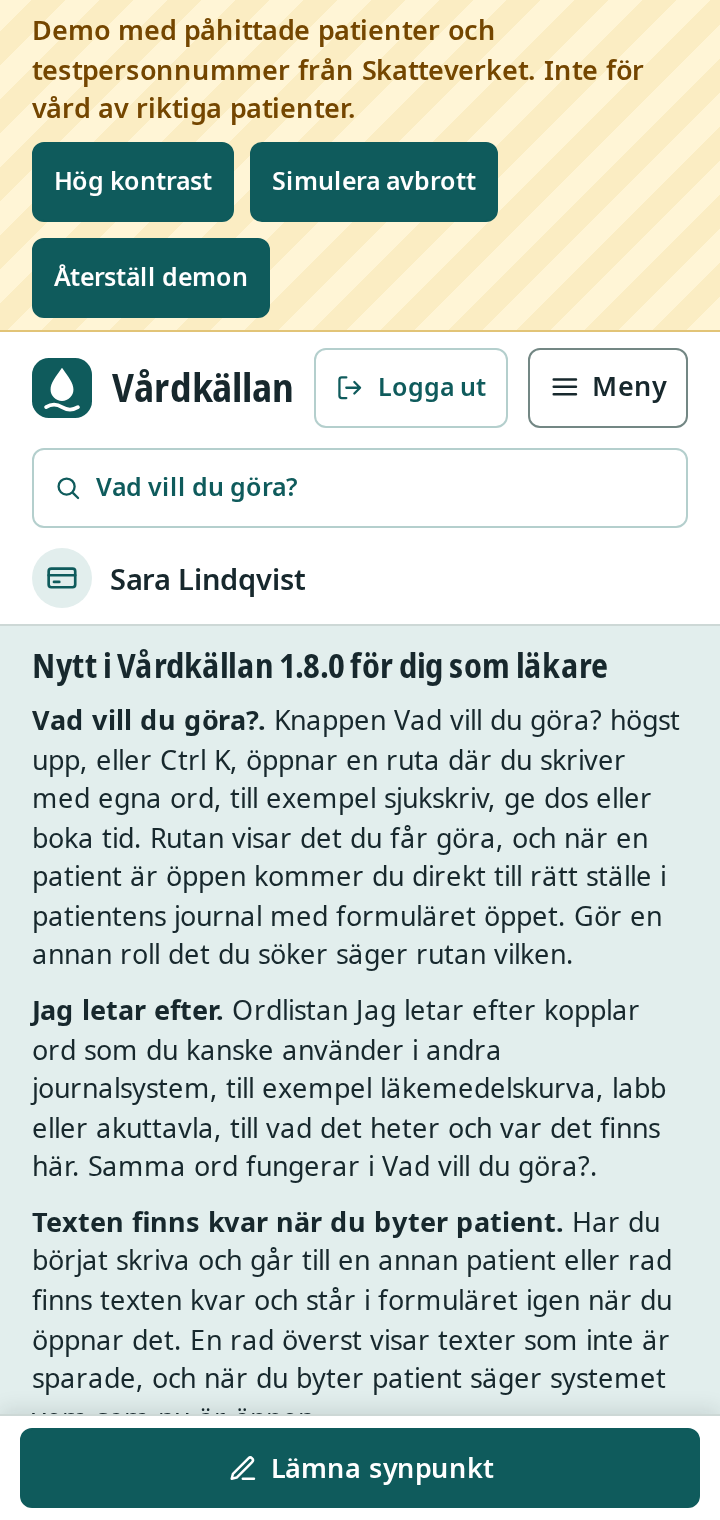 Demo med påhittade patienter och
testpersonnummer från Skatteverket. Inte för
vård av riktiga patienter.
Hög kontrast
Simulera avbrott
Återställ demon
Vårdkällan
Logga ut
Meny
Vad vill du göra?
Sara Lindqvist
Nytt i Vårdkällan 1.8.0 för dig som läkare
Vad vill du göra?. Knappen Vad vill du göra? högst
upp, eller Ctrl K, öppnar en ruta där du skriver
med egna ord, till exempel sjukskriv, ge dos eller
boka tid. Rutan visar det du får göra, och när en
patient är öppen kommer du direkt till rätt ställe i
patientens journal med formuläret öppet. Gör en
annan roll det du söker säger rutan vilken.
Jag letar efter. Ordlistan Jag letar efter kopplar
ord som du kanske använder i andra
journalsystem, till exempel läkemedelskurva, labb
eller akuttavla, till vad det heter och var det finns
här. Samma ord fungerar i Vad vill du göra?.
Texten finns kvar när du byter patient. Har du
börjat skriva och går till en annan patient eller rad
finns texten kvar och står i formuläret igen när du
öppnar det. En rad överst visar texter som inte är
sparade, och när du byter patient säger systemet
Lämna synpunkt